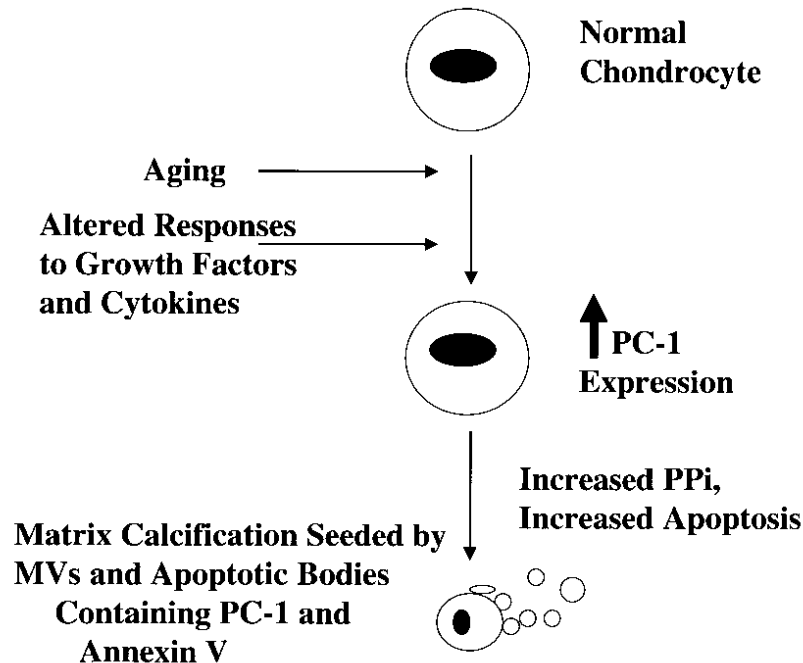 Normal
Chondrocyte
Aging
Altered Responses
to Growth Factors
and Cytokines
PC-1
Expression
Increased PPi,
Increased Apoptosis
Matrix Calcification Seeded by
MVs and Apoptotic Bodies
Containing PC-1 and
Annexin V